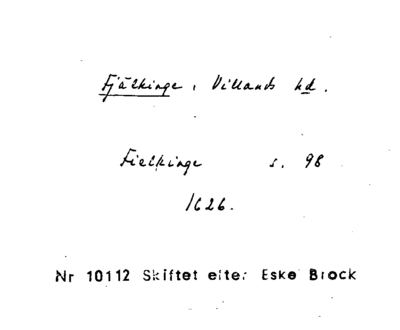 Fjälkinge, Villands hd.
Fielkinge s. 98
1626.
Nr 10112 Skiftet efter Eske Brock